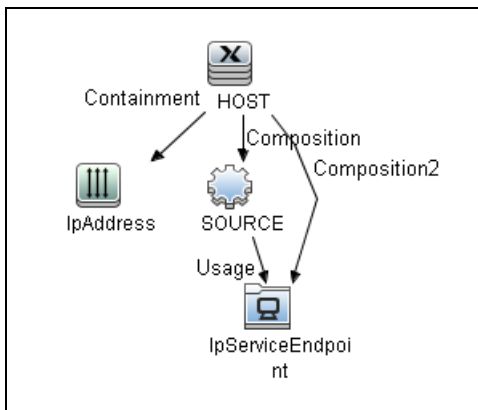 Containment
HOST
Composition
Composition2
IpAddress
SOURCE
Usage
IpServiceEndpoi
nt